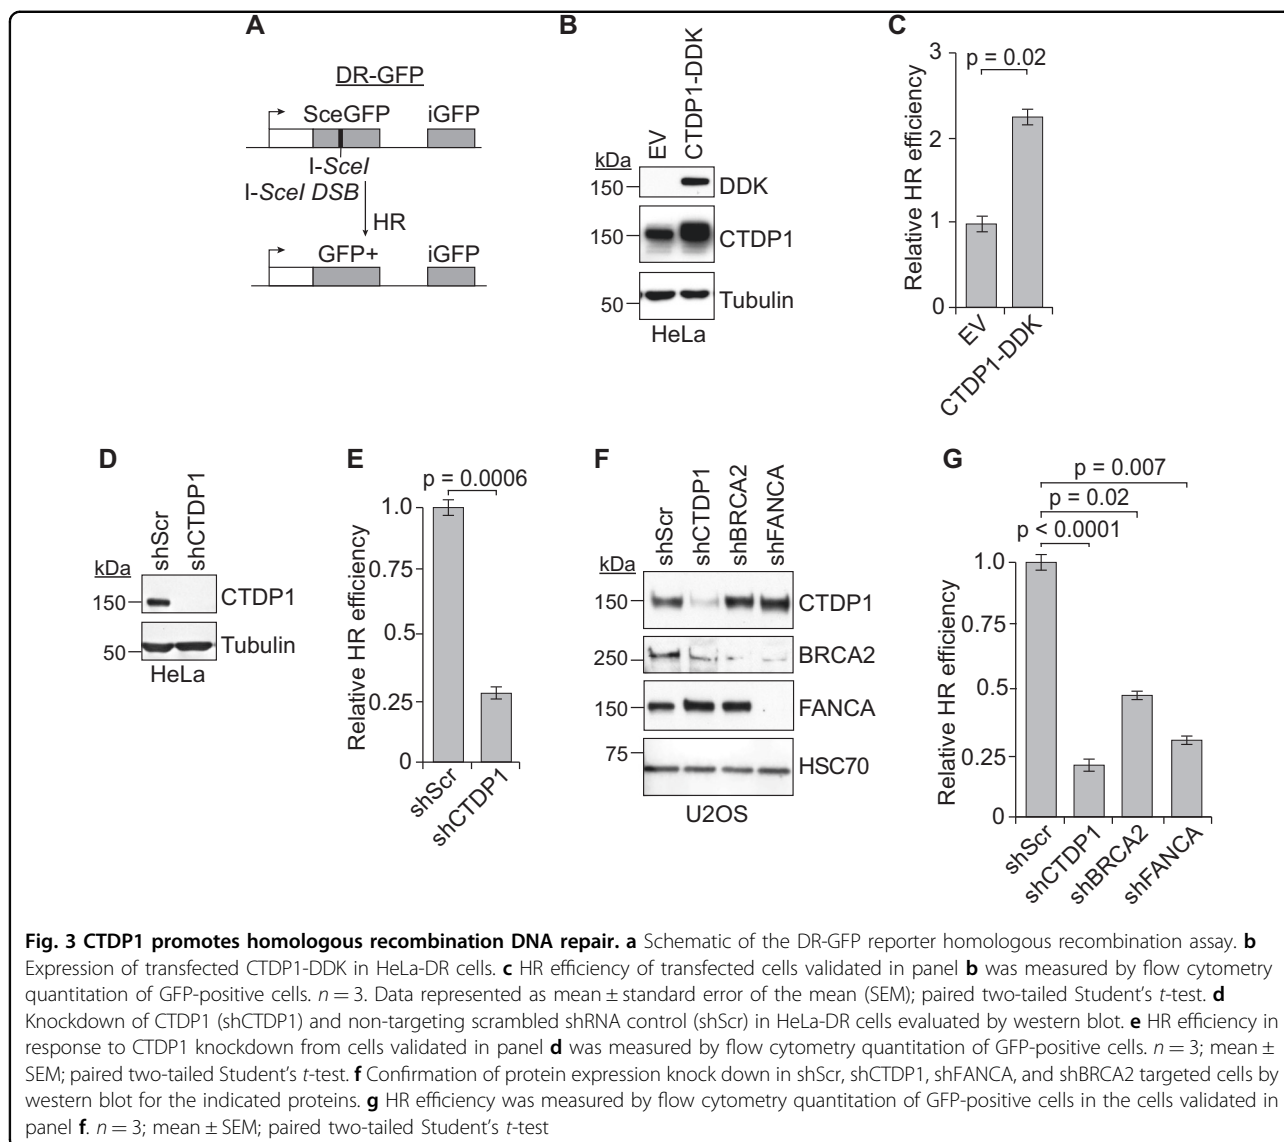 A
DR-GFP
SceGFP iGFP
I-SceI
I-SceI DSB
HR
GFP+ iGFP
B
EV
CTDP1-DDK
kDa
150
DDK
150
CTDP1
50
Tubulin
HeLa
C
Relative HR efficiency
3
2
1
0
p = 0.02
EV
CTDP1-DDK
D
shScr
shCTDP1
kDa
150
CTDP1
50
Tubulin
HeLa
E
Relative HR efficiency
p = 0.0006
1.0
0.75
0.5
0.25
0
shScr
shCTDP1
F
shScr
shCTDP1
shBRCA2
shFANCA
kDa
150
CTDP1
250
BRCA2
150
FANCA
75
HSC70
U2OS
G
Relative HR efficiency
p = 0.007
p = 0.02
p < 0.0001
1.0
0.75
0.5
0.25
0
shScr
shCTDP1
shBRCA2
shFANCA
Fig. 3 CTDP1 promotes homologous recombination DNA repair. a Schematic of the DR-GFP reporter homologous recombination assay. b
Expression of transfected CTDP1-DDK in HeLa-DR cells. c HR efficiency of transfected cells validated in panel b was measured by flow cytometry
quantitation of GFP-positive cells. n = 3. Data represented as mean ± standard error of the mean (SEM); paired two-tailed Student's t-test. d
Knockdown of CTDP1 (shCTDP1) and non-targeting scrambled shRNA control (shScr) in HeLa-DR cells evaluated by western blot. e HR efficiency in
response to CTDP1 knockdown from cells validated in panel d was measured by flow cytometry quantitation of GFP-positive cells. n = 3; mean ±
SEM; paired two-tailed Student's t-test. f Confirmation of protein expression knock down in shScr, shCTDP1, shFANCA, and shBRCA2 targeted cells by
western blot for the indicated proteins. g HR efficiency was measured by flow cytometry quantitation of GFP-positive cells in the cells validated in
panel f. n = 3; mean ± SEM; paired two-tailed Student's t-test